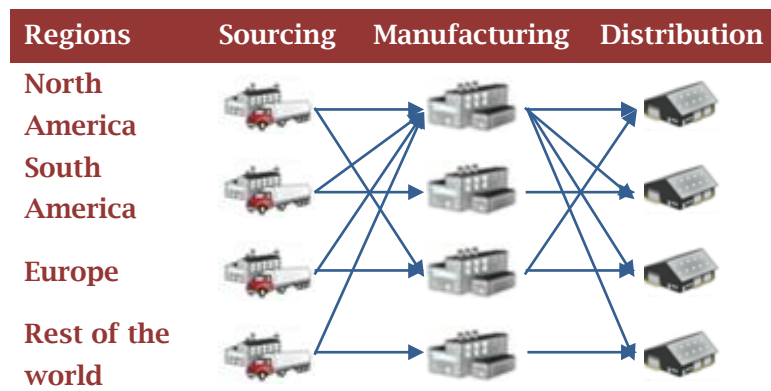 Regions Sourcing Manufacturing Distribution
North
America
South
America
Europe
Rest of the
world